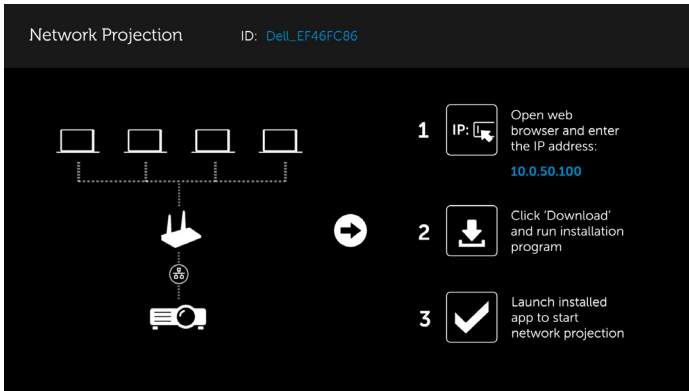 Network Projection ID: Dell_EF46FC86
1
IP:
Open web
browser and enter
the IP address:
10.0.50.100
2
Click ‘Download’
and run installation
program
3
Launch installed
app to start
network projection